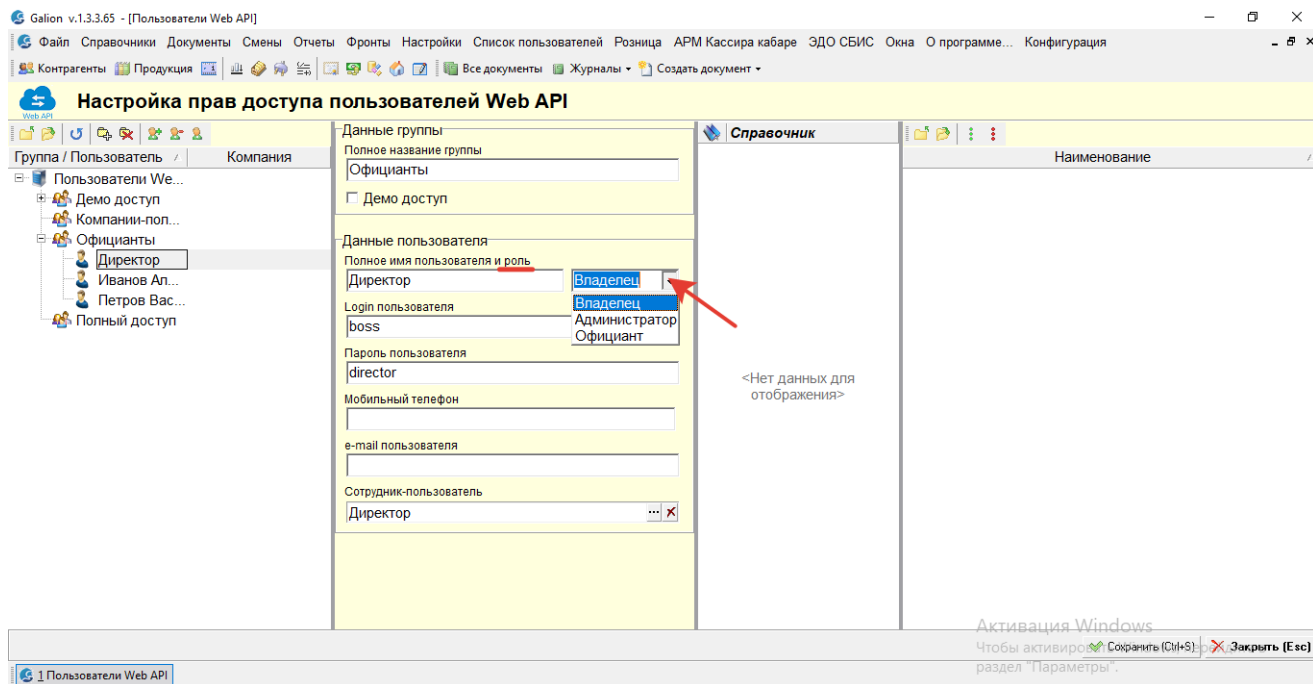 Galion v.1.3.3.65 - [Пользователи Web API]
Файл Справочники Документы Смены Отчеты Фронты Настройки Список пользователей Розница АРМ Кассира кабаре ЭДО СБИС Окна О программе... Конфигурация
Контрагенты Продукция Все документы Журналы Создать документ
Web API
Настройка прав доступа пользователей Web API
Группа / Пользователь Компания
Пользователи We...
Демо доступ
Компании-пол...
Официанты
Директор
Иванов Ал...
Петров Вас...
Полный доступ
Данные группы
Полное название группы
Официанты
Демо доступ
Данные пользователя
Полное имя пользователя и роль
Директор Владелец
Владелец
Администратор
Официант
Login пользователя
boss
Пароль пользователя
director
Мобильный телефон
e-mail пользователя
Сотрудник-пользователь
Директор ...
Справочник
<Нет данных для
отображения>
Наименование
Активация Windows
Чтобы активиро
раздел "Параметры".
Сохранить (Ctrl+S) Закрыть (Esc)
1 Пользователи Web API